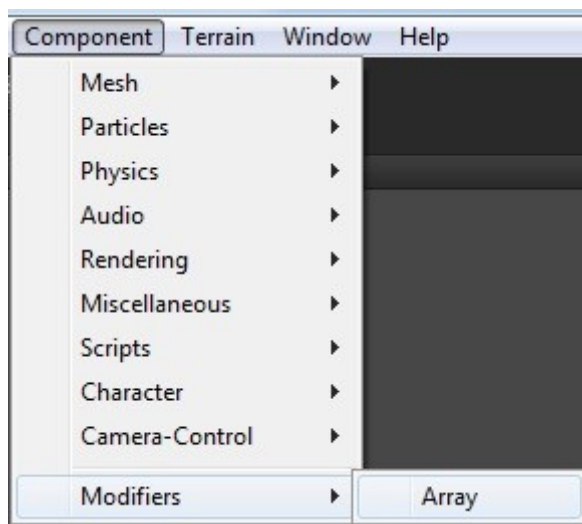 Component Terrain Window Help
Mesh
Particles
Physics
Audio
Rendering
Miscellaneous
Scripts
Character
Camera-Control
Modifiers Array